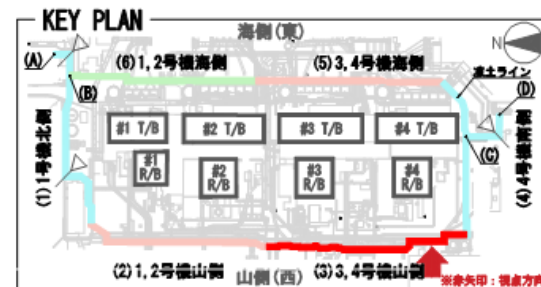 KEY PLAN
海側(東)
N
(A)
(6) 1,2号機海側
(5) 3,4号機海側
凍土ライン
(B)
(D)
#1 T/B
#2 T/B
#3 T/B
#4 T/B
(1) 1号機北側
#1
R/B
#2
R/B
#3
R/B
#4
R/B
(C)
(4) 4号機南側
(2) 1,2号機山側
山側(西)
(3) 3,4号機山側
※赤矢印:視点方向